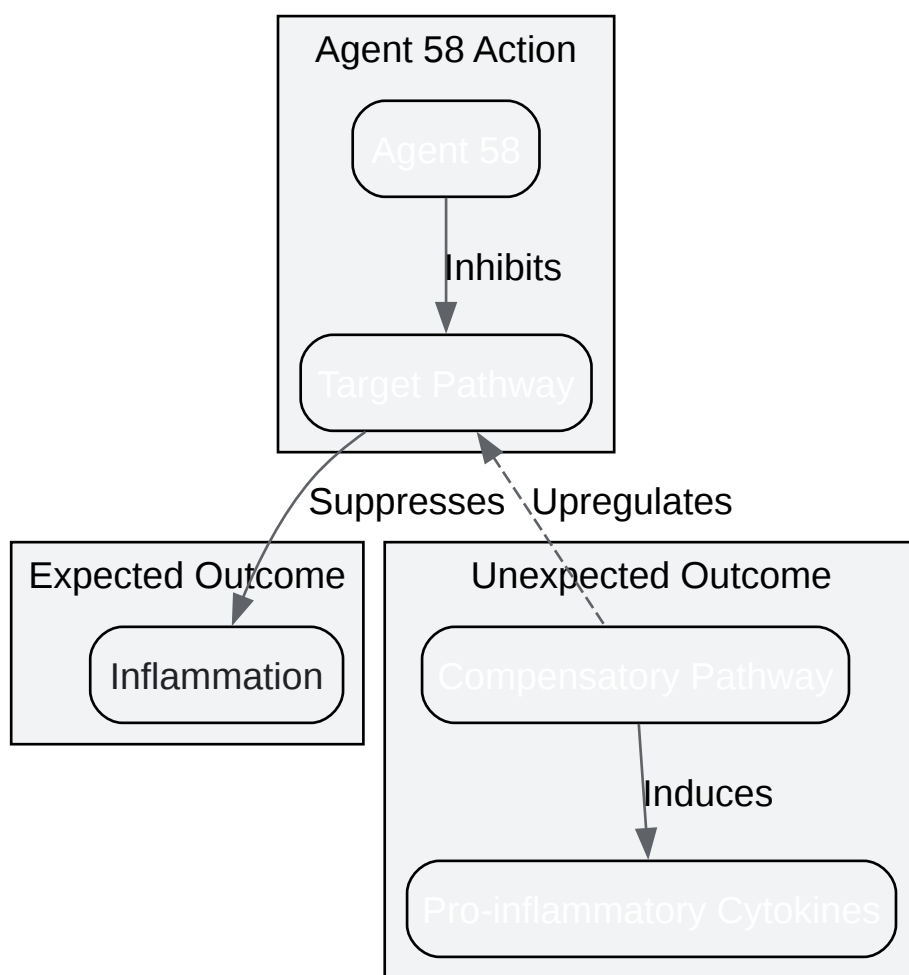 Agent 58 Action
Agent 58
Inhibits
Target Pathway
Suppresses
Upregulates
Expected Outcome
Unexpected Outcome
Inflammation
Compensatory Pathway
Induces
Pro-inflammatory Cytokines